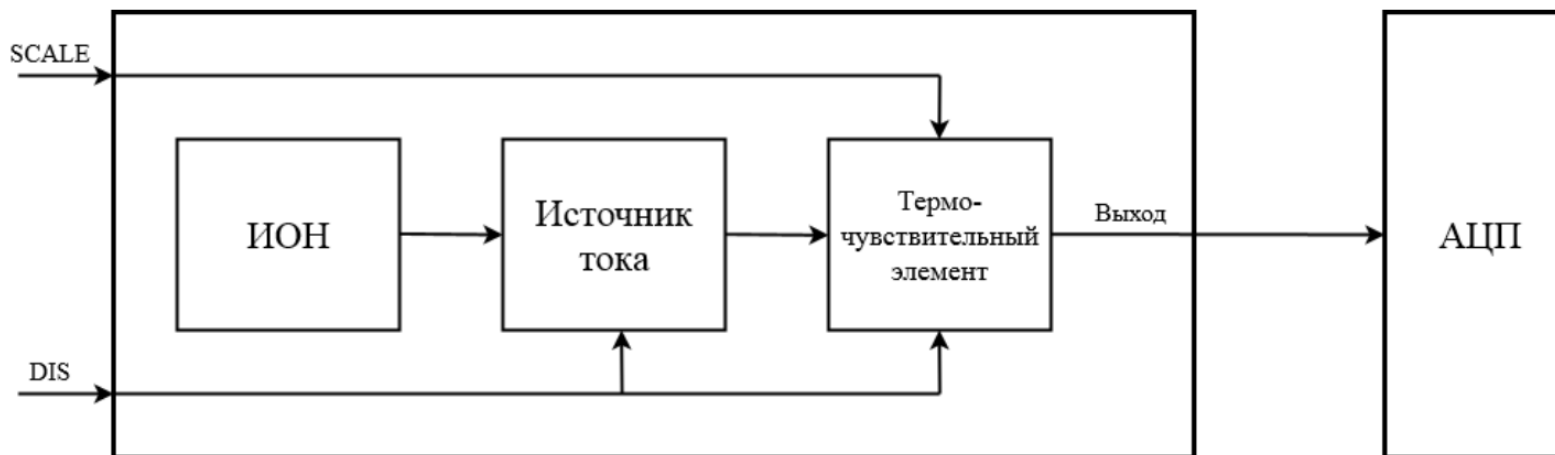 SCALE
ИОН
Источник
тока
Термо-
чувствительный
элемент
Выход
АЦП
DIS